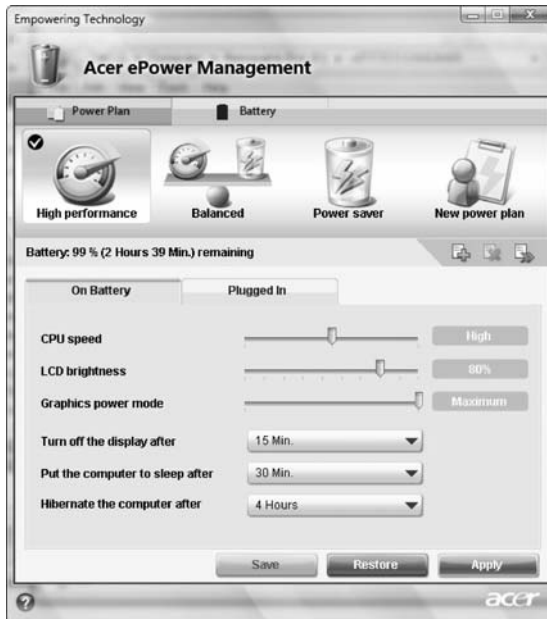 Empowering Technology
Acer ePower Management
Power Plan Battery
High performance Balanced Power saver New power plan
Battery: 99 % (2 Hours 39 Min.) remaining
On Battery Plugged In
CPU speed High
LCD brightness 80%
Graphics power mode Maximum
Turn off the display after 15 Min.
Put the computer to sleep after 30 Min.
Hibernate the computer after 4 Hours
Save Restore Apply
? acer